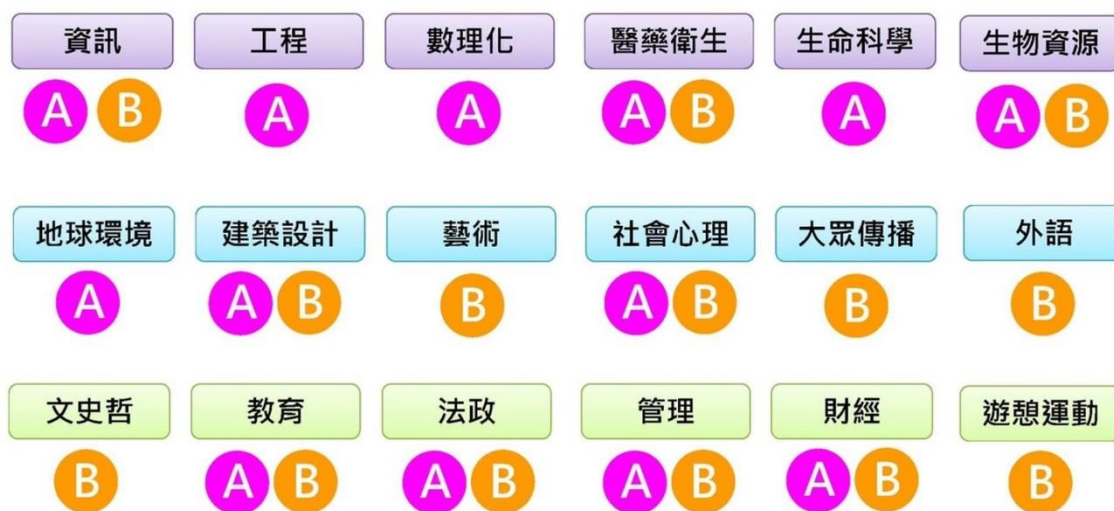 資訊 工程 數理化 醫藥衛生 生命科學 生物資源
A B A A A B A A B
地球環境 建築設計 藝術 社會心理 大眾傳播 外語
A A B B A B B B
文史哲 教育 法政 管理 財經 遊憩運動
B A B A B A B A B B